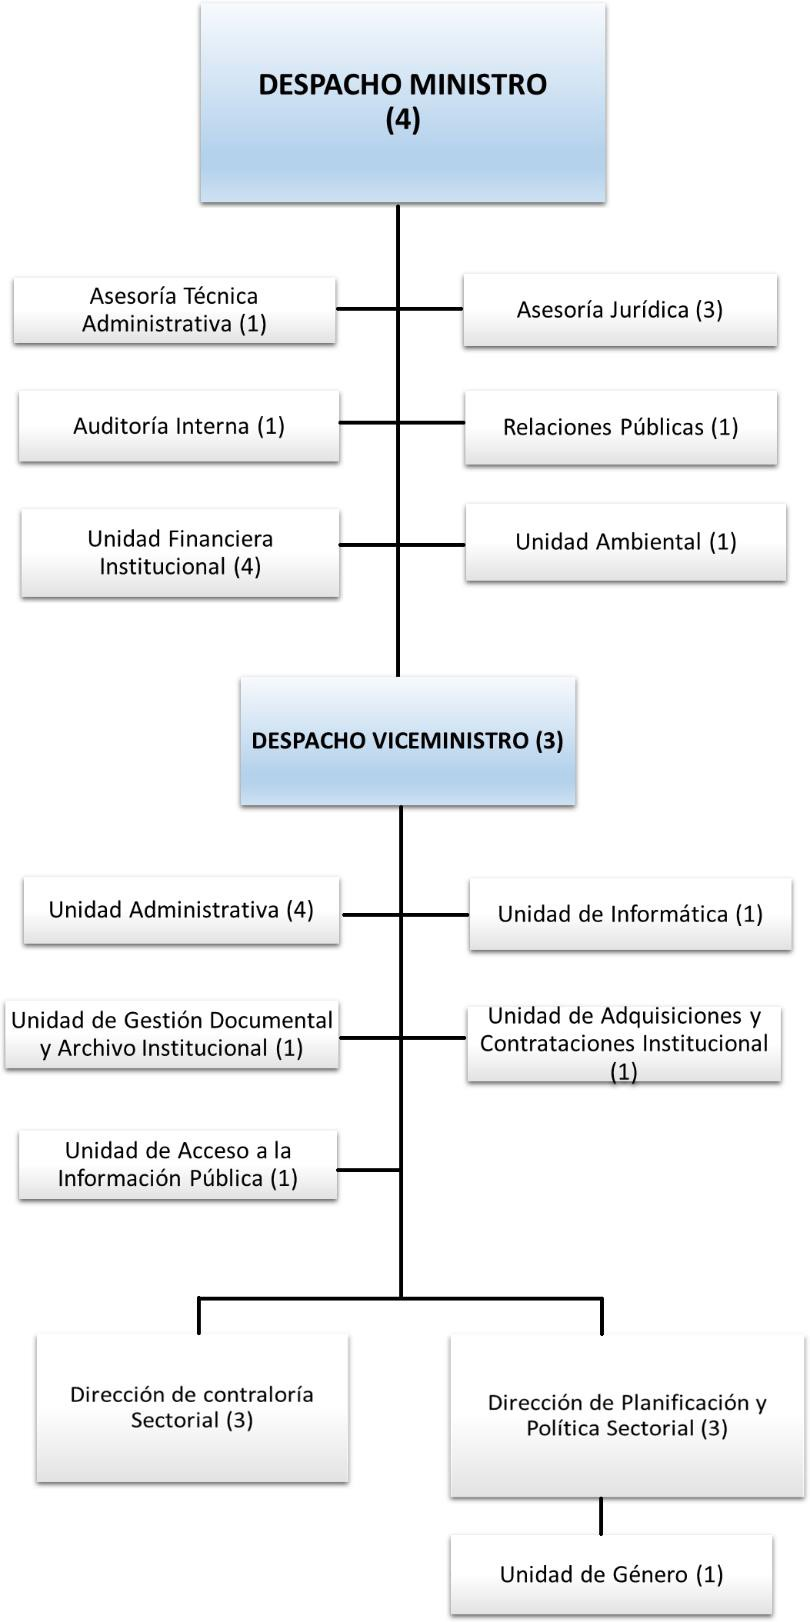 DESPACHO MINISTRO
(4)
Asesoría Técnica
Administrativa (1)
Asesoría Jurídica (3)
Auditoría Interna (1)
Relaciones Públicas (1)
Unidad Financiera
Institucional (4)
Unidad Ambiental (1)
DESPACHO VICEMINISTRO (3)
Unidad Administrativa (4)
Unidad de Informática (1)
Unidad de Gestión Documental
y Archivo Institucional (1)
Unidad de Adquisiciones y
Contrataciones Institucional
(1)
Unidad de Acceso a la
Información Pública (1)
Dirección de contraloría
Sectorial (3)
Dirección de Planificación y
Política Sectorial (3)
Unidad de Género (1)